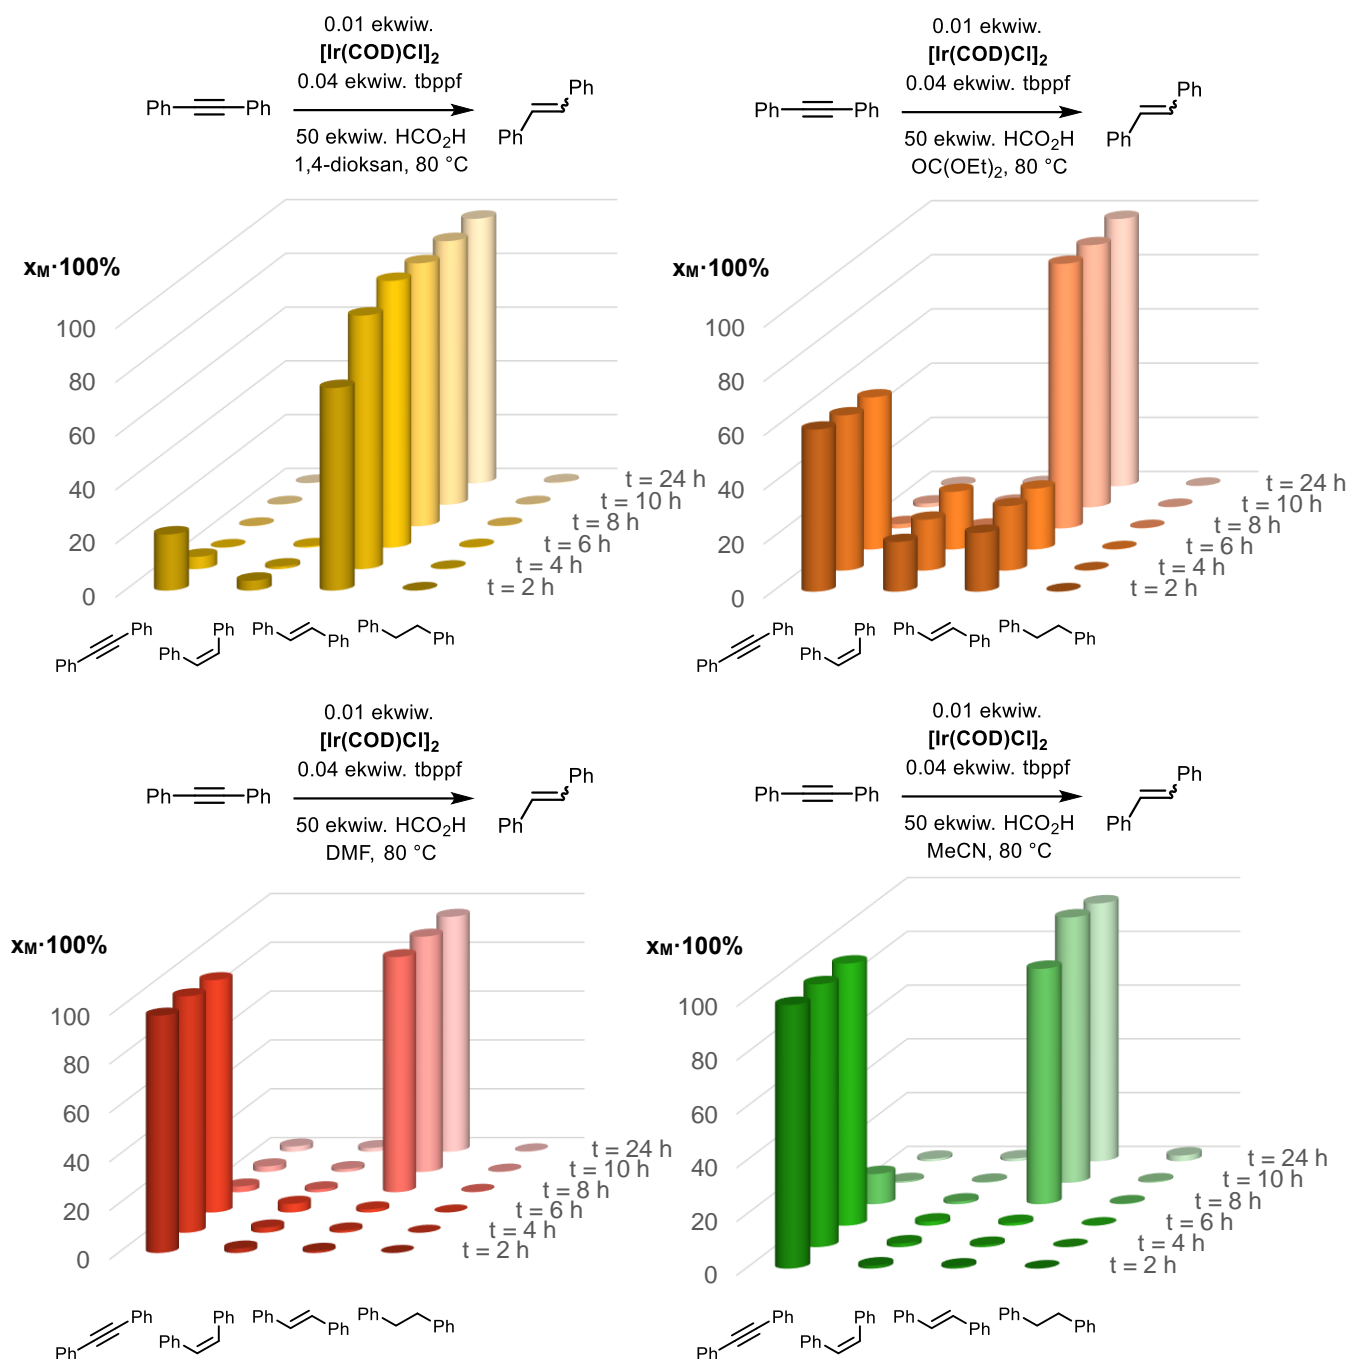 0.01 ekwiw.
[Ir(COD)Cl]2
0.04 ekwiw. tbppf
Ph Ph
Ph
Ph
50 ekwiw. HCO2H
1,4-dioksan, 80 °C
xM·100%
100
80
60
40
20
0
t = 24 h
t = 10 h
t = 8 h
t = 6 h
t = 4 h
t = 2 h
Ph Ph Ph Ph
Ph Ph Ph Ph
0.01 ekwiw.
[Ir(COD)Cl]2
0.04 ekwiw. tbppf
Ph Ph
Ph
Ph
50 ekwiw. HCO2H
OC(OEt)2, 80 °C
xM·100%
100
80
60
40
20
0
t = 24 h
t = 10 h
t = 8 h
t = 6 h
t = 4 h
t = 2 h
Ph Ph Ph Ph
Ph Ph Ph Ph
0.01 ekwiw.
[Ir(COD)Cl]2
0.04 ekwiw. tbppf
Ph Ph
Ph
Ph
50 ekwiw. HCO2H
DMF, 80 °C
xM·100%
100
80
60
40
20
0
t = 24 h
t = 10 h
t = 8 h
t = 6 h
t = 4 h
t = 2 h
Ph Ph Ph Ph
Ph Ph Ph Ph
0.01 ekwiw.
[Ir(COD)Cl]2
0.04 ekwiw. tbppf
Ph Ph
Ph
Ph
50 ekwiw. HCO2H
MeCN, 80 °C
xM·100%
100
80
60
40
20
0
t = 24 h
t = 10 h
t = 8 h
t = 6 h
t = 4 h
t = 2 h
Ph Ph Ph Ph
Ph Ph Ph Ph